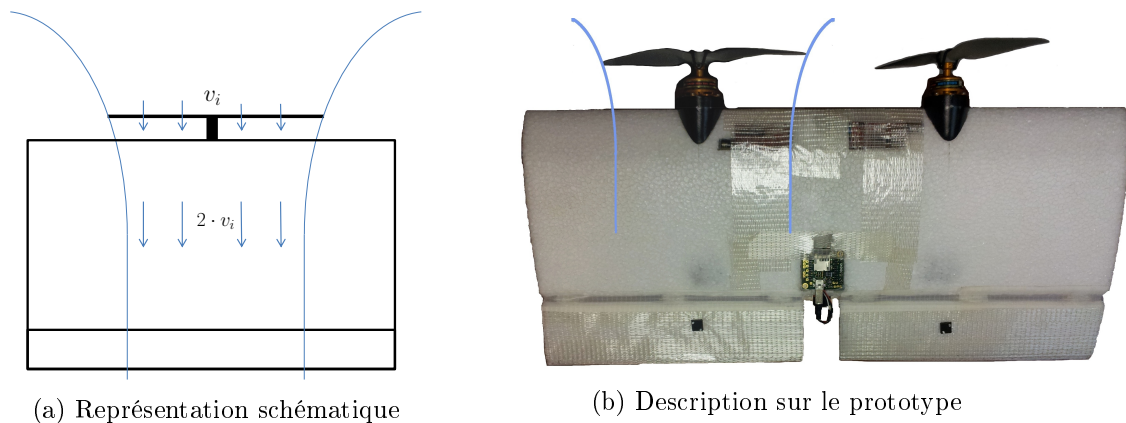 v_i
2 · v_i
(a) Représentation schématique
(b) Description sur le prototype